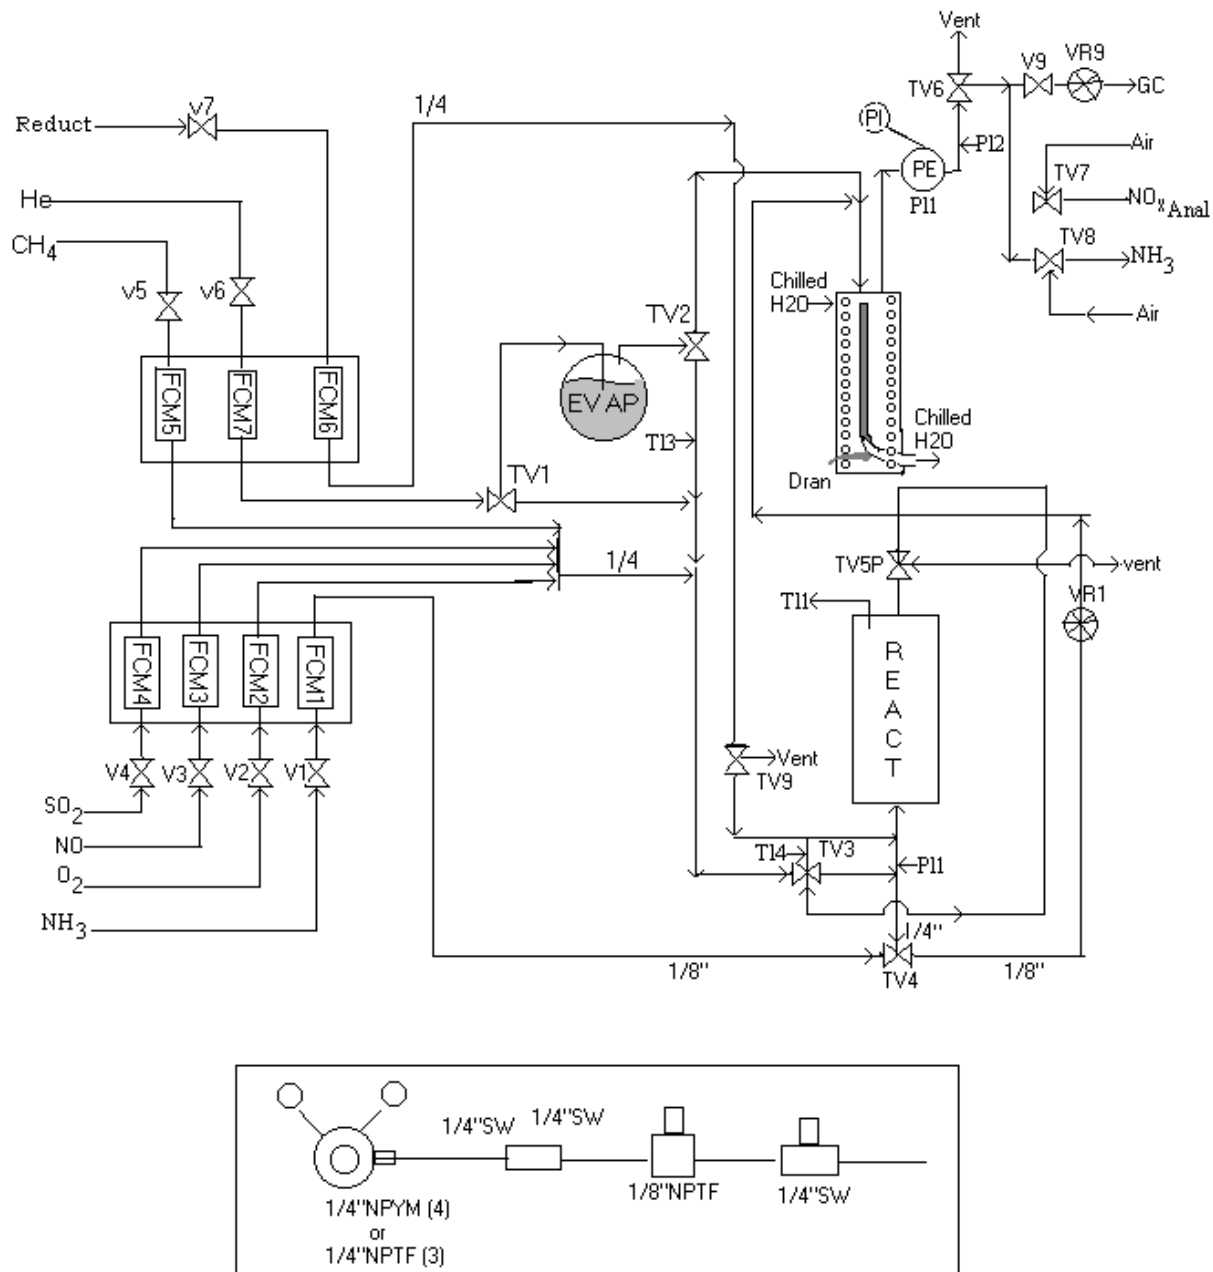 Vent
V9
VR9
TV6
GC
v7
1/4
Reduct
PI
PI2
Air
PE
PI1
TV7
NOx Anal
He
CH4
TV8
NH3
v5
v6
Chilled
H20
TV2
Air
FCM5
FCM7
FCM6
EVAP
TI3
Chilled
H20
TV1
Dran
1/4
TV5P
vent
TI1
VR1
FCM4
FCM3
FCM2
FCM1
REACT
V4
V3
V2
V1
Vent
TV9
SO2
NO
TI4
TV3
PI1
O2
NH3
1/4"
1/8"
TV4
1/8"
1/4"SW
1/4"SW
1/8"NPTF
1/4"SW
1/4"NPYM (4)
or
1/4"NPTF (3)